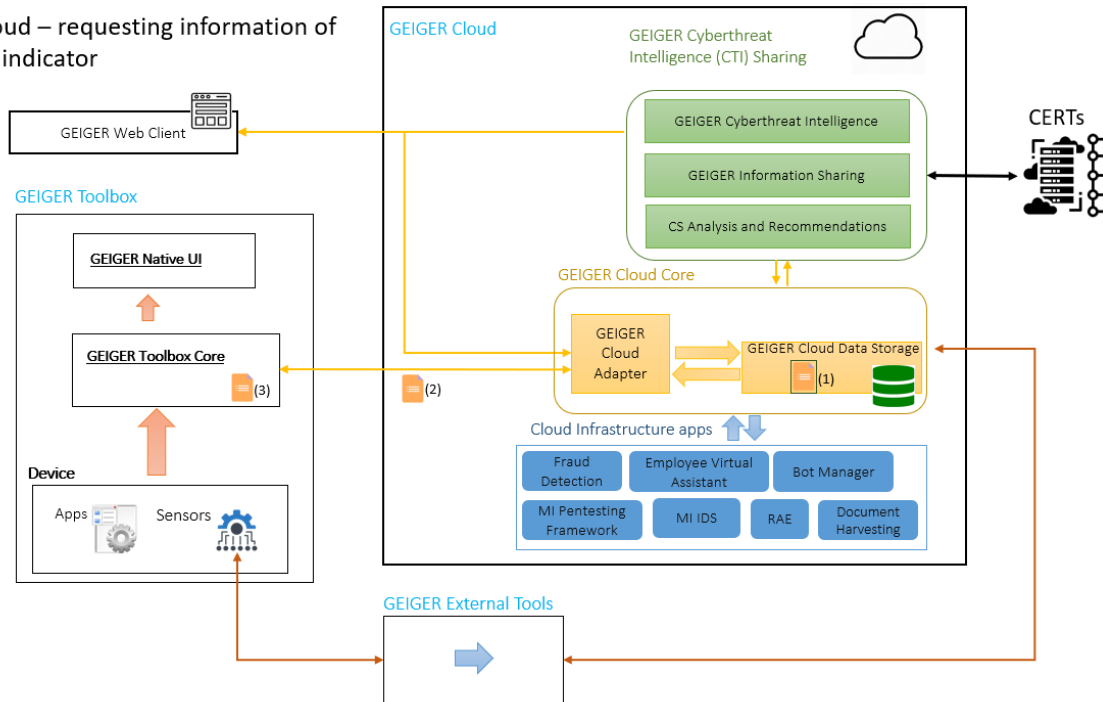 oud – requesting information of
indicator
GEIGER Cloud
GEIGER Cyberthreat
Intelligence (CTI) Sharing
GEIGER Web Client
GEIGER Cyberthreat Intelligence
GEIGER Information Sharing
CS Analysis and Recommendations
CERTs
GEIGER Toolbox
GEIGER Native UI
GEIGER Toolbox Core
(3)
(2)
GEIGER Cloud Core
GEIGER
Cloud
Adapter
GEIGER Cloud Data Storage
(1)
Cloud Infrastructure apps
Fraud
Detection
Employee Virtual
Assistant
Bot Manager
MI Pentesting
Framework
MI IDS
RAE
Document
Harvesting
Device
Apps
Sensors
GEIGER External Tools